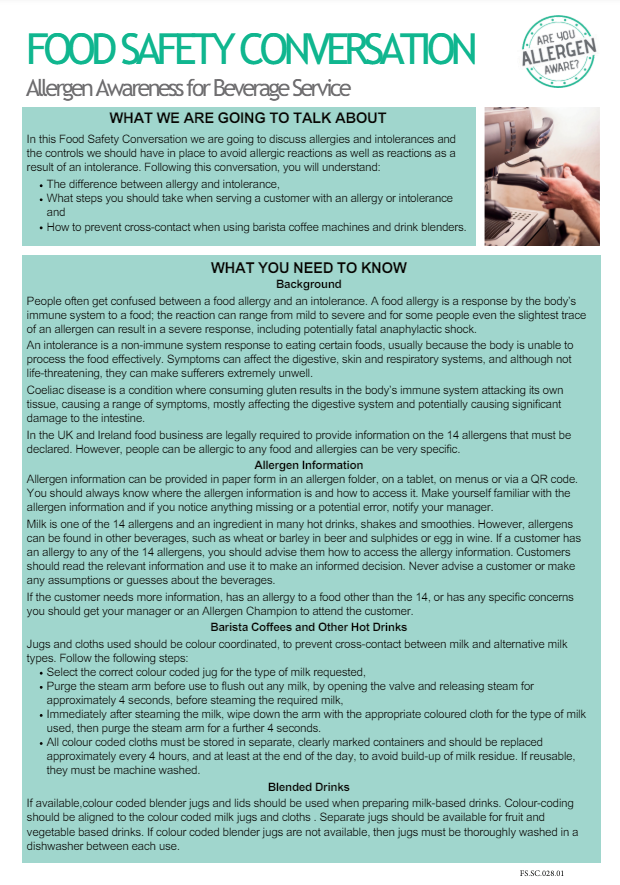 FOOD SAFETY CONVERSATION
ARE YOU
ALLERGEN
AWARE?
Allergen Awareness for Beverage Service
WHAT WE ARE GOING TO TALK ABOUT
In this Food Safety Conversation we are going to discuss allergies and intolerances and
the controls we should have in place to avoid allergic reactions as well as reactions as a
result of an intolerance. Following this conversation, you will understand:
• The difference between allergy and intolerance,
• What steps you should take when serving a customer with an allergy or intolerance
and
• How to prevent cross-contact when using barista coffee machines and drink blenders.
WHAT YOU NEED TO KNOW
Background
People often get confused between a food allergy and an intolerance. A food allergy is a response by the body's
immune system to a food; the reaction can range from mild to severe and for some people even the slightest trace
of an allergen can result in a severe response, including potentially fatal anaphylactic shock.
An intolerance is a non-immune system response to eating certain foods, usually because the body is unable to
process the food effectively. Symptoms can affect the digestive, skin and respiratory systems, and although not
life-threatening, they can make sufferers extremely unwell.
Coeliac disease is a condition where consuming gluten results in the body's immune system attacking its own
tissue, causing a range of symptoms, mostly affecting the digestive system and potentially causing significant
damage to the intestine.
In the UK and Ireland food business are legally required to provide information on the 14 allergens that must be
declared. However, people can be allergic to any food and allergies can be very specific.
Allergen Information
Allergen information can be provided in paper form in an allergen folder, on a tablet, on menus or via a QR code.
You should always know where the allergen information is and how to access it. Make yourself familiar with the
allergen information and if you notice anything missing or a potential error, notify your manager.
Milk is one of the 14 allergens and an ingredient in many hot drinks, shakes and smoothies. However, allergens
can be found in other beverages, such as wheat or barley in beer and sulphides or egg in wine. If a customer has
an allergy to any of the 14 allergens, you should advise them how to access the allergy information. Customers
should read the relevant information and use it to make an informed decision. Never advise a customer or make
any assumptions or guesses about the beverages.
If the customer needs more information, has an allergy to a food other than the 14, or has any specific concerns
you should get your manager or an Allergen Champion to attend the customer.
Barista Coffees and Other Hot Drinks
Jugs and cloths used should be colour coordinated, to prevent cross-contact between milk and alternative milk
types. Follow the following steps:
• Select the correct colour coded jug for the type of milk requested,
• Purge the steam arm before use to flush out any milk, by opening the valve and releasing steam for
approximately 4 seconds, before steaming the required milk,
• Immediately after steaming the milk, wipe down the arm with the appropriate coloured cloth for the type of milk
used, then purge the steam arm for a further 4 seconds.
• All colour coded cloths must be stored in separate, clearly marked containers and should be replaced
approximately every 4 hours, and at least at the end of the day, to avoid build-up of milk residue. If reusable,
they must be machine washed.
Blended Drinks
If available,colour coded blender jugs and lids should be used when preparing milk-based drinks. Colour-coding
should be aligned to the colour coded milk jugs and cloths . Separate jugs should be available for fruit and
vegetable based drinks. If colour coded blender jugs are not available, then jugs must be thoroughly washed in a
dishwasher between each use.
FS.SC.028.01